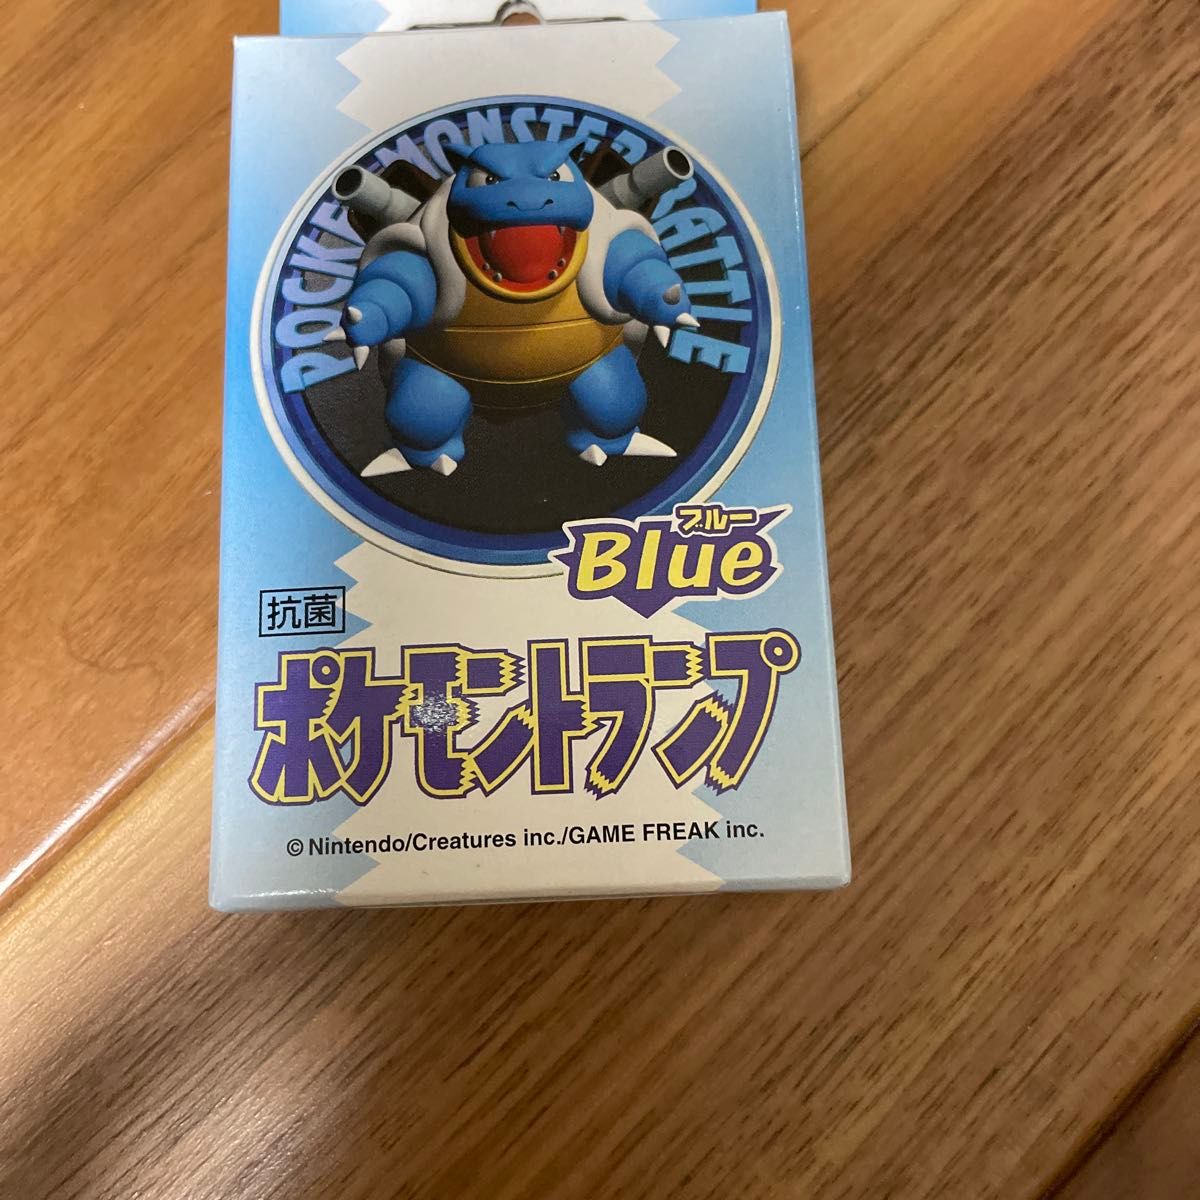 POCKET MONSTER BATTLE
ブルー
Blue
抗菌
ポケモントランプ
© Nintendo/Creatures inc./GAME FREAK inc.